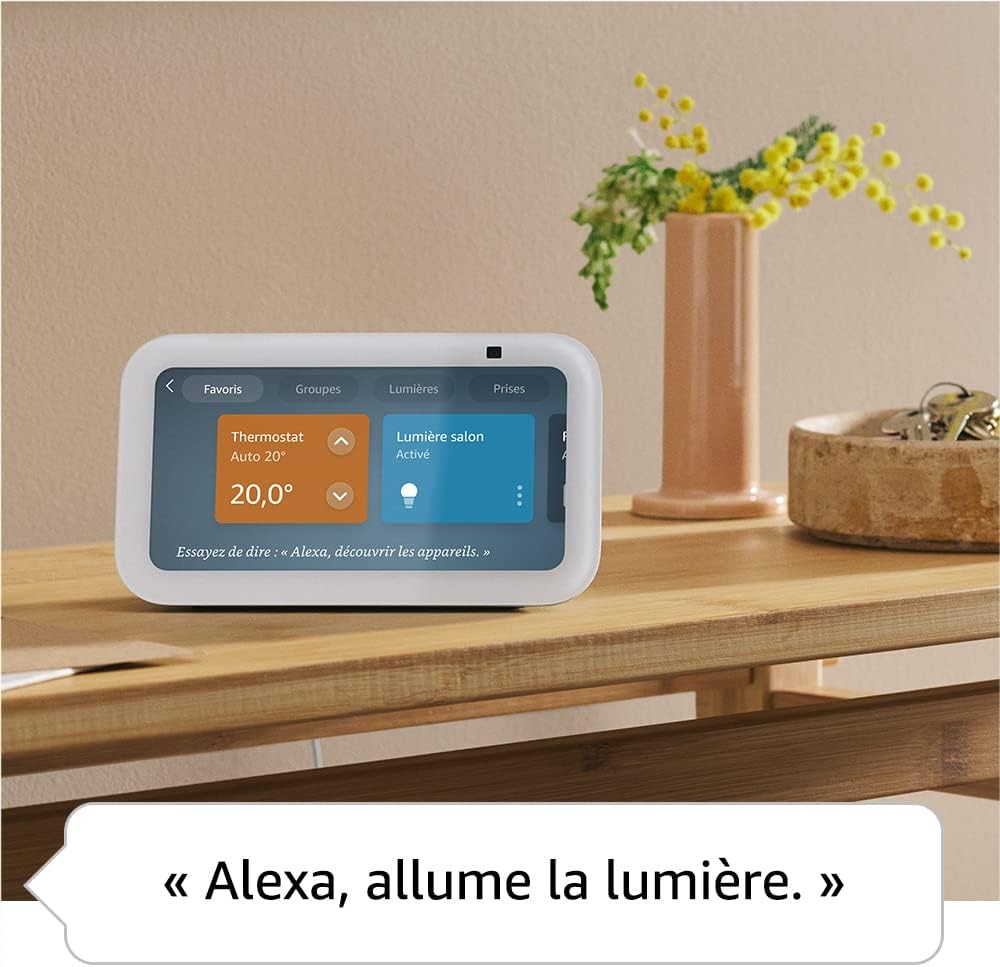 Favoris Groupes Lumières Prises
Thermostat
Auto 20°
20,0°
Lumière salon
Activé
Essayez de dire : « Alexa, découvrir les appareils. »
« Alexa, allume la lumière. »